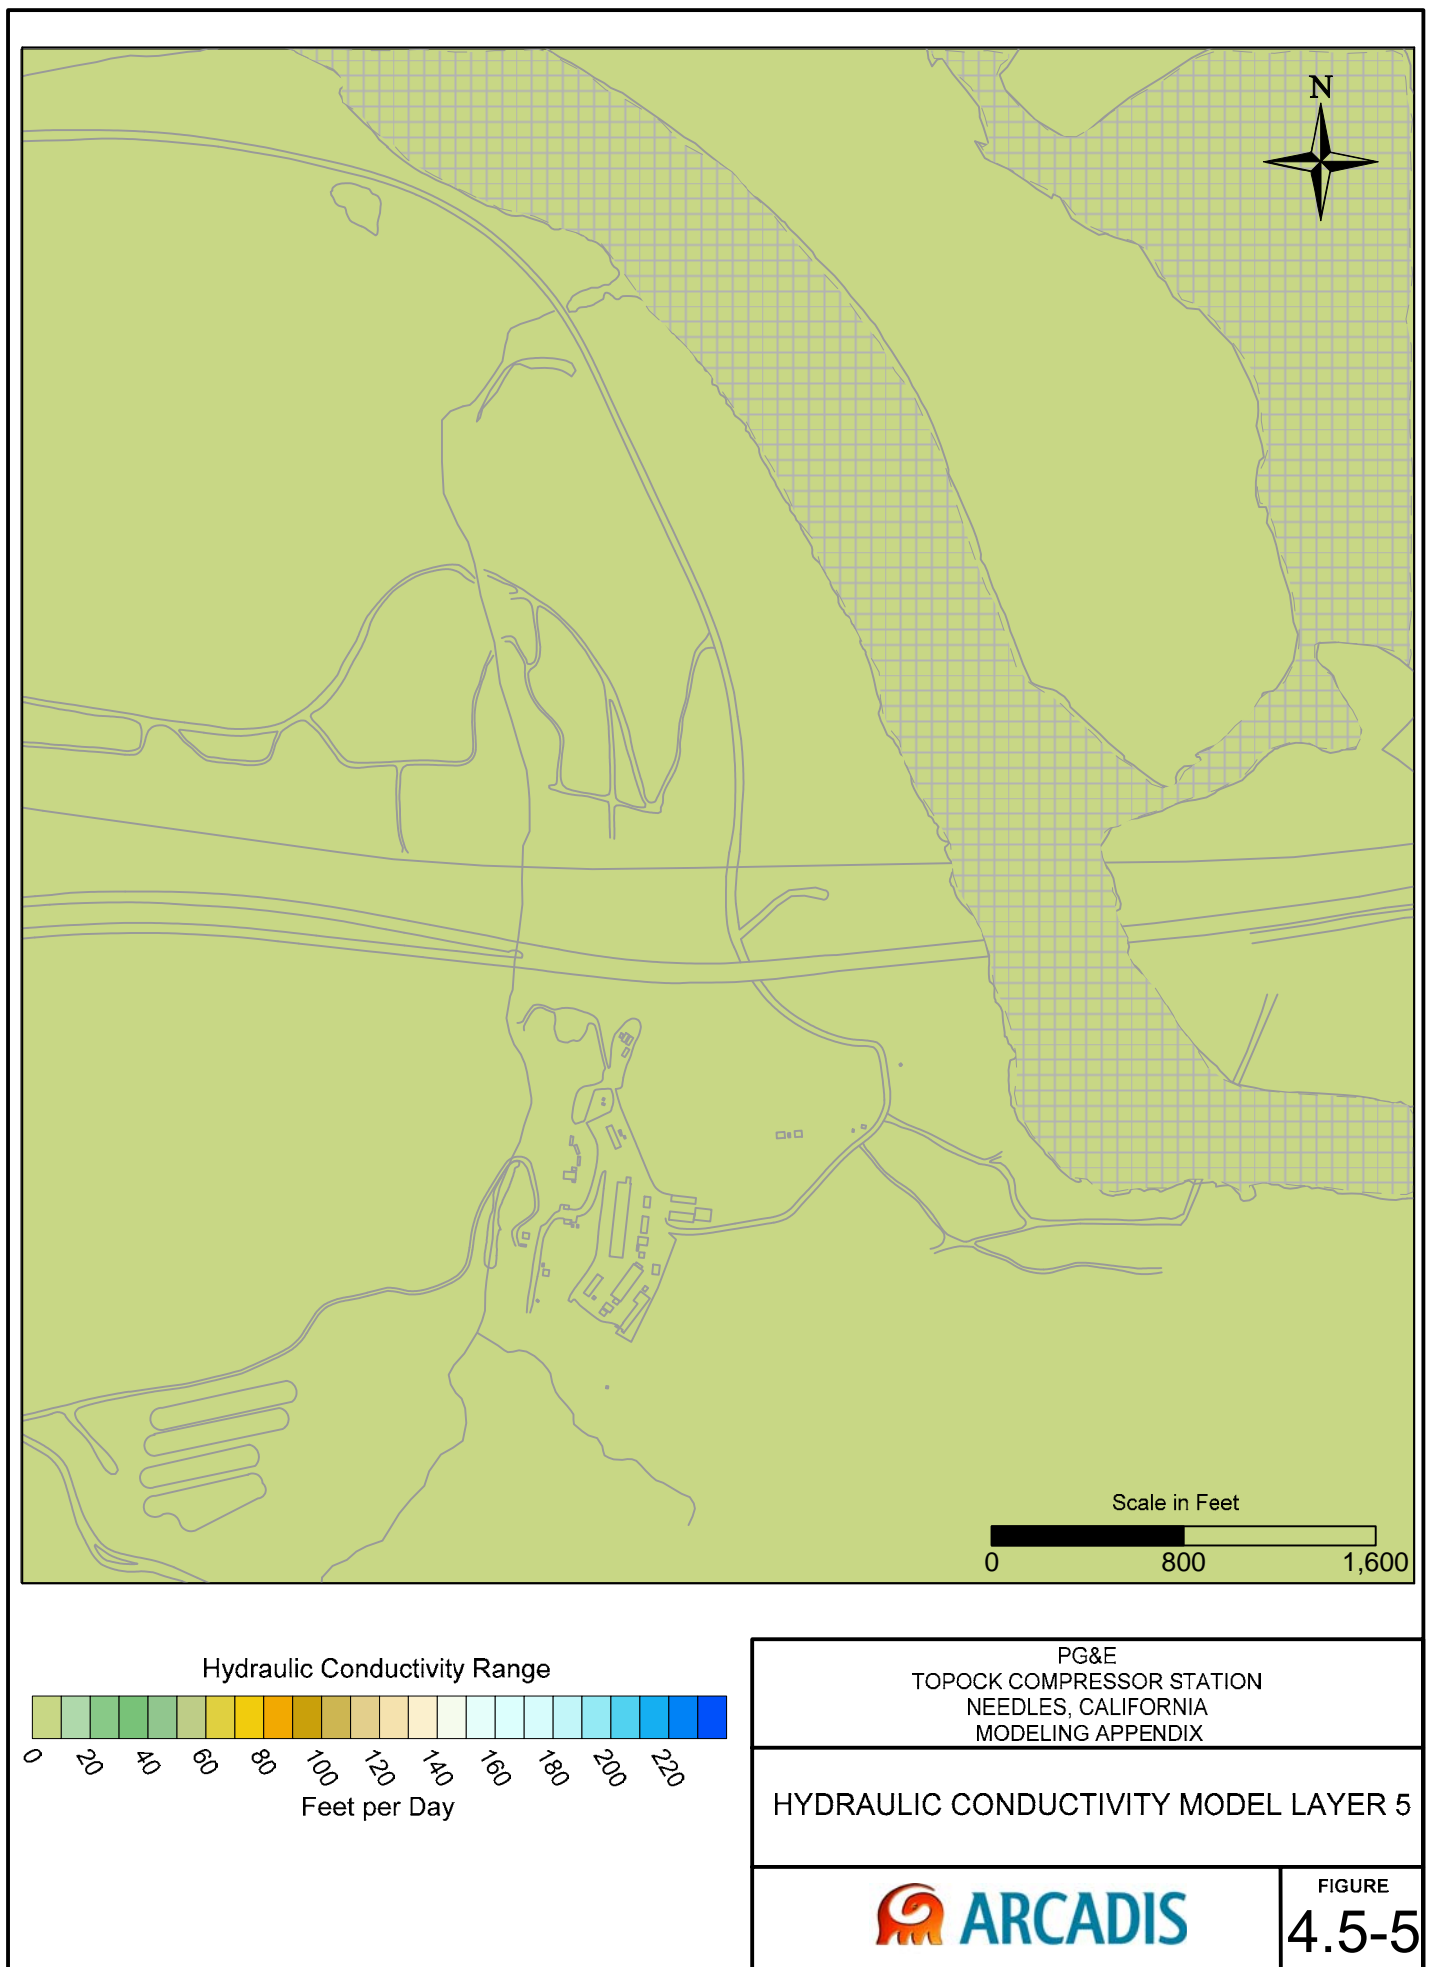 N
Scale in Feet
0 800 1,600
Hydraulic Conductivity Range
0 20 40 60 80 100 120 140 160 180 200 220
Feet per Day
PG&E
TOPOCK COMPRESSOR STATION
NEEDLES, CALIFORNIA
MODELING APPENDIX
HYDRAULIC CONDUCTIVITY MODEL LAYER 5
ARCADIS
FIGURE
4.5-5